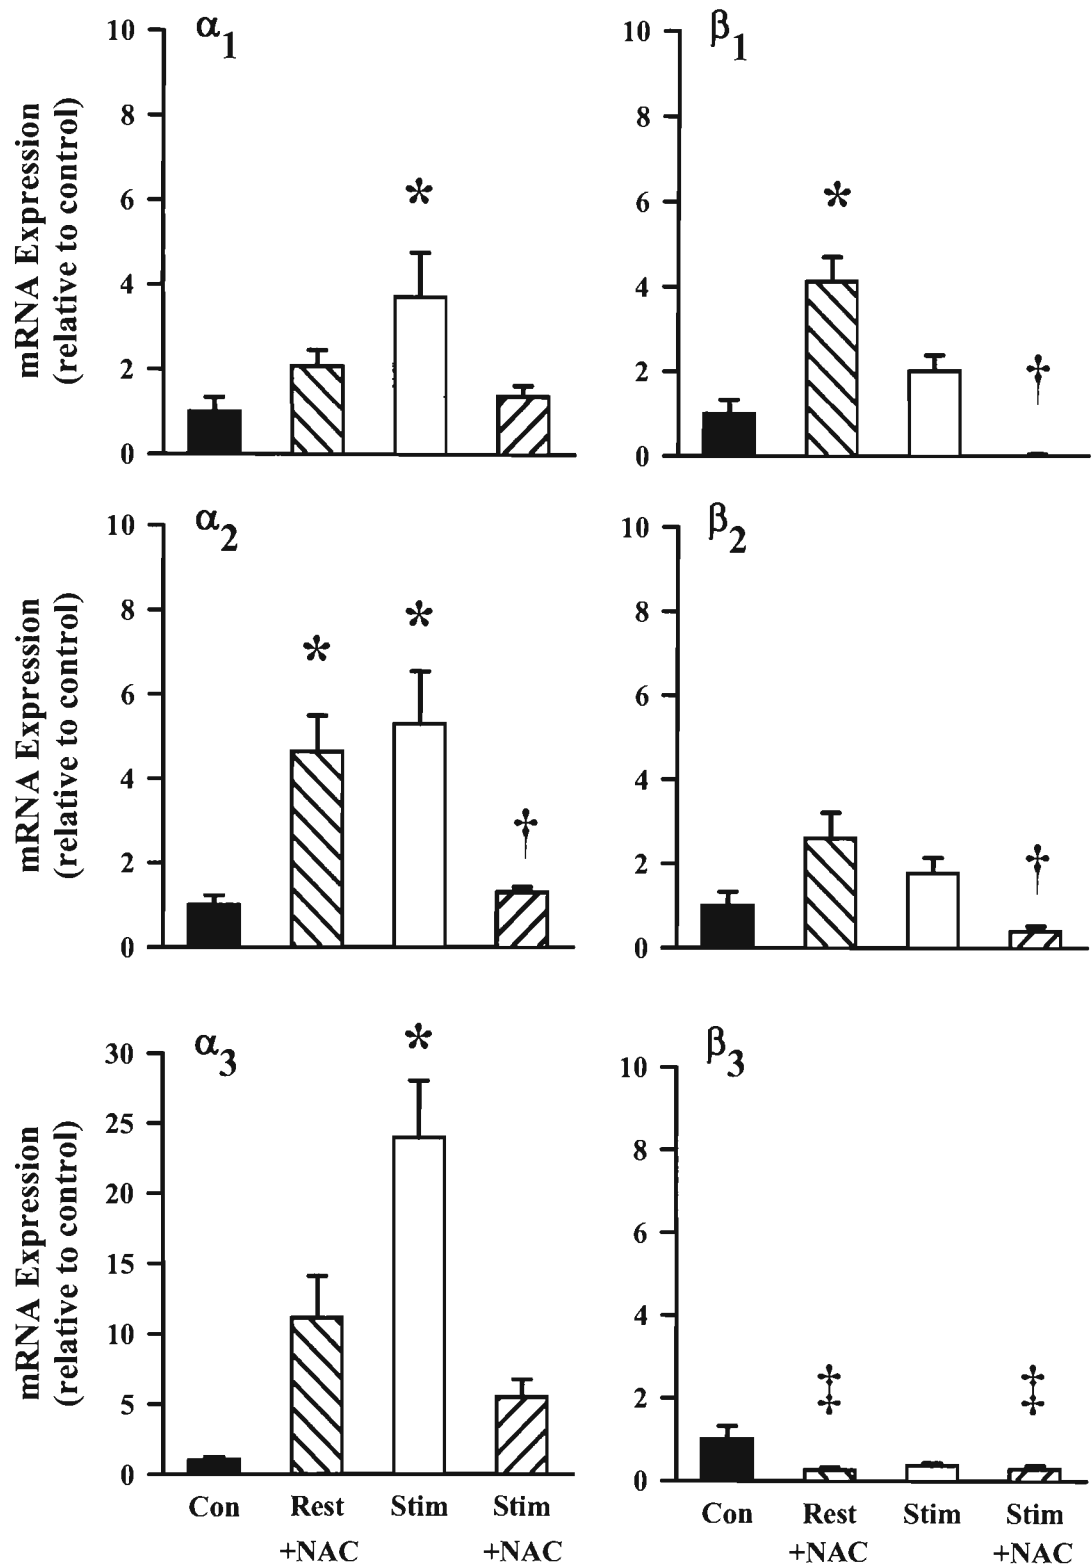 α1
mRNA Expression
(relative to control)
10
8
6
4
2
0
*
β1
10
8
6
4
2
0
*
†
α2
mRNA Expression
(relative to control)
10
8
6
4
2
0
*
*
†
β2
10
8
6
4
2
0
†
α3
mRNA Expression
(relative to control)
30
25
20
15
10
5
0
*
Con Rest Stim Stim
+NAC +NAC
β3
10
8
6
4
2
0
‡ ‡
Con Rest Stim Stim
+NAC +NAC